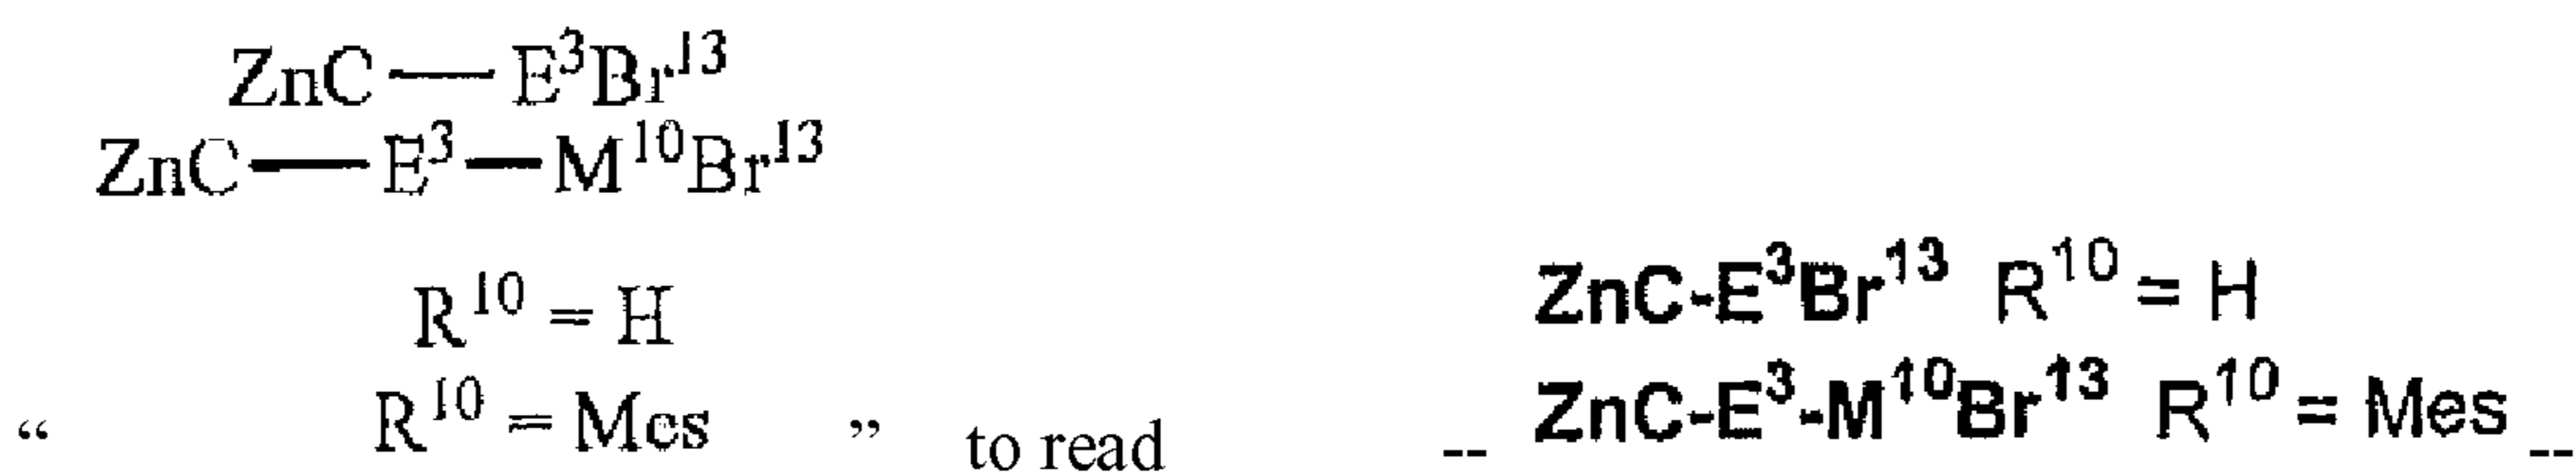 ZnC — E³Br¹³
ZnC — E³ — M¹⁰Br¹³
R¹⁰ = H
“ R¹⁰ = Mes ” to read
ZnC-E³Br¹³ R¹⁰ = H
-- ZnC-E³-M¹⁰Br¹³ R¹⁰ = Mes --